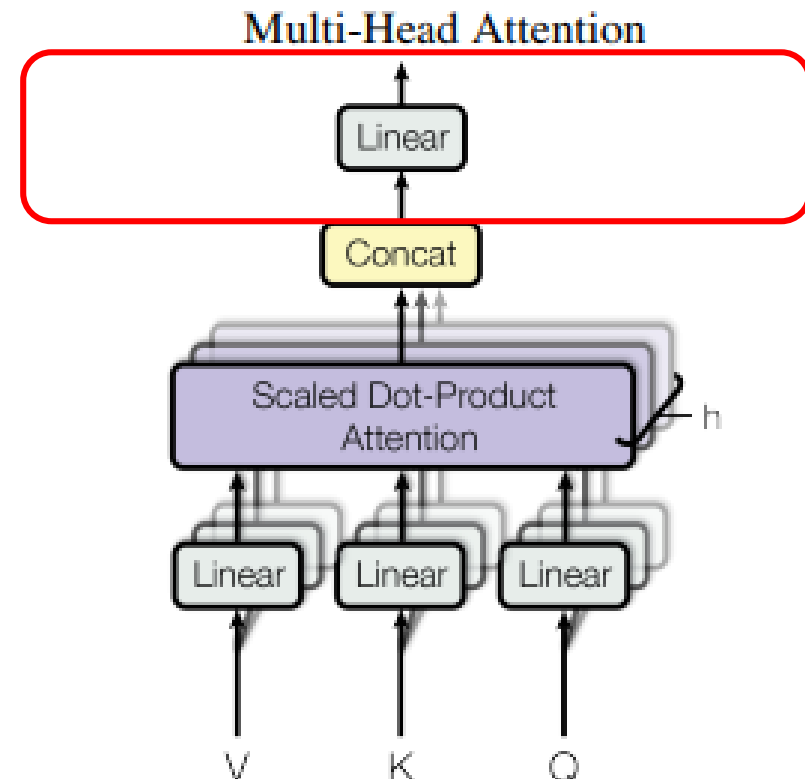 Multi-Head Attention
Linear
Concat
Scaled Dot-Product
Attention
h
Linear Linear Linear
V K Q